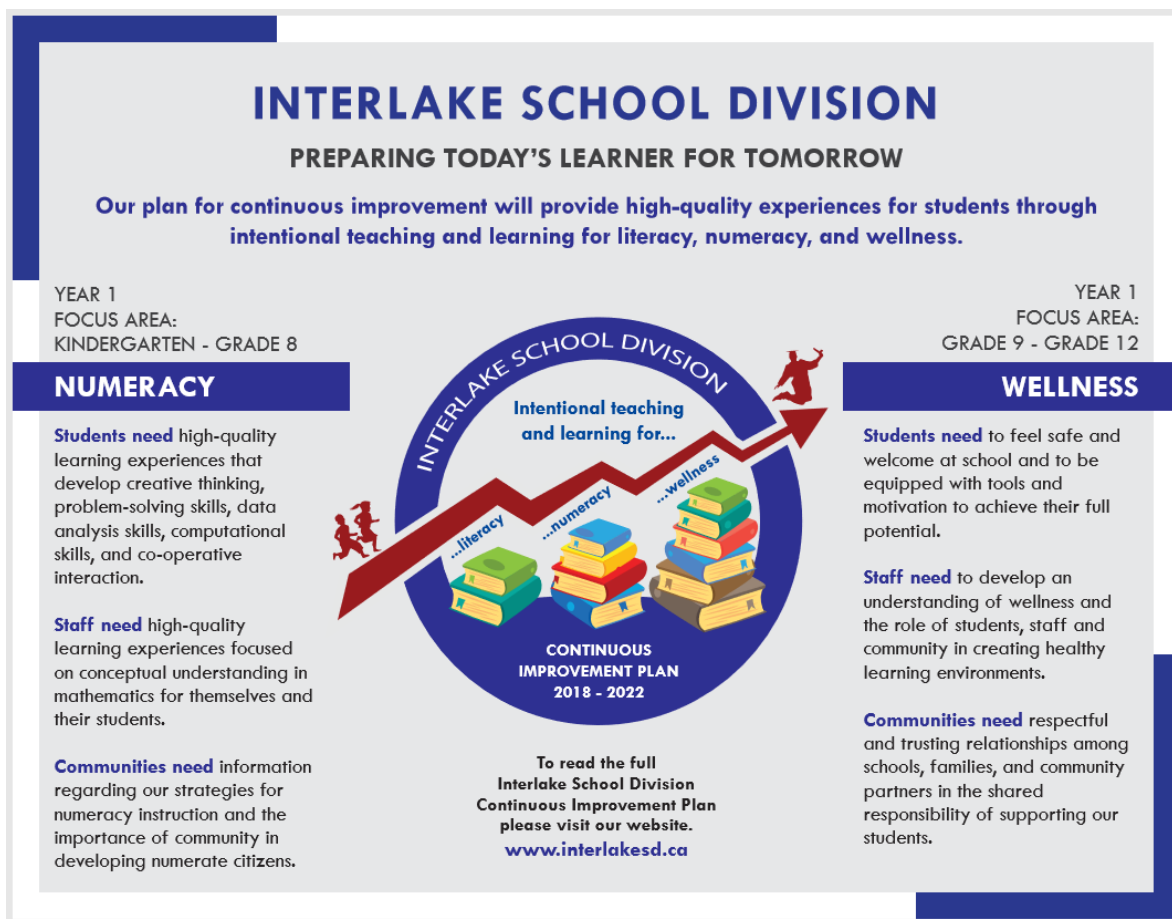 INTERLAKE SCHOOL DIVISION
PREPARING TODAY'S LEARNER FOR TOMORROW
Our plan for continuous improvement will provide high-quality experiences for students through
intentional teaching and learning for literacy, numeracy, and wellness.
YEAR 1
FOCUS AREA:
KINDERGARTEN - GRADE 8
NUMERACY
Students need high-quality
learning experiences that
develop creative thinking,
problem-solving skills, data
analysis skills, computational
skills, and co-operative
interaction.
Staff need high-quality
learning experiences focused
on conceptual understanding in
mathematics for themselves and
their students.
Communities need information
regarding our strategies for
numeracy instruction and the
importance of community in
developing numerate citizens.
INTERLAKE SCHOOL DIVISION
Intentional teaching
and learning for...
...literacy
...numeracy
...wellness
CONTINUOUS
IMPROVEMENT PLAN
2018 - 2022
To read the full
Interlake School Division
Continuous Improvement Plan
please visit our website.
www.interlakesd.ca
YEAR 1
FOCUS AREA:
GRADE 9 - GRADE 12
WELLNESS
Students need to feel safe and
welcome at school and to be
equipped with tools and
motivation to achieve their full
potential.
Staff need to develop an
understanding of wellness and
the role of students, staff and
community in creating healthy
learning environments.
Communities need respectful
and trusting relationships among
schools, families, and community
partners in the shared
responsibility of supporting our
students.